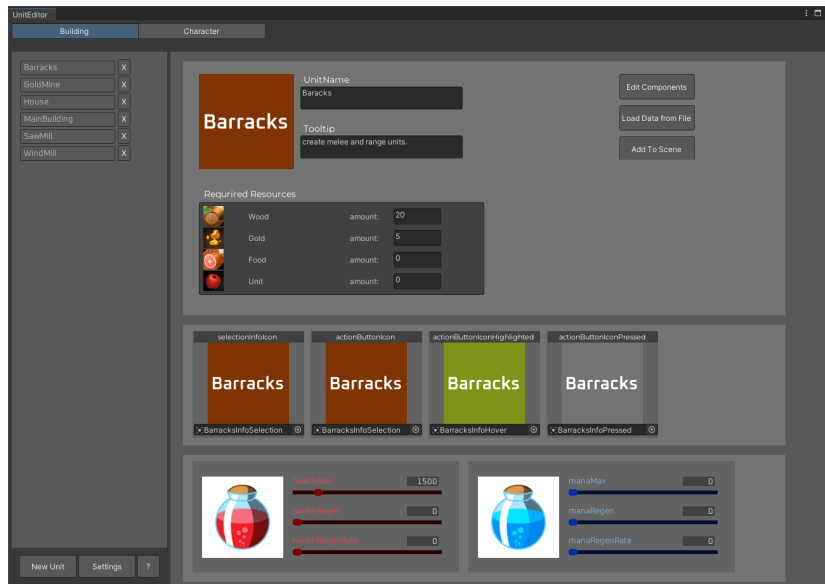 UnitEditor
Building Character
Barracks X
GoldMIne X
House X
MainBuilding X
SawMill X
WindMill X
Barracks
UnitName
Baracks
Tooltip
create melee and range units.
Edit Components
Load Data from File
Add To Scene
Requrired Resources
Wood amount: 20
Gold amount: 5
Food amount: 0
Unit amount: 0
selectionInfoIcon actionButtonIcon actionButtonIconHighlighted actionButtonIconPressed
Barracks Barracks Barracks Barracks
BarracksInfoSelection BarracksInfoSelection BarracksInfoHover BarracksInfoPressed
healthMax 1500 manaMax 0
healthRegen 0 manaRegen 0
healthRegenRate 0 manaRegenRate 0
New Unit Settings ?